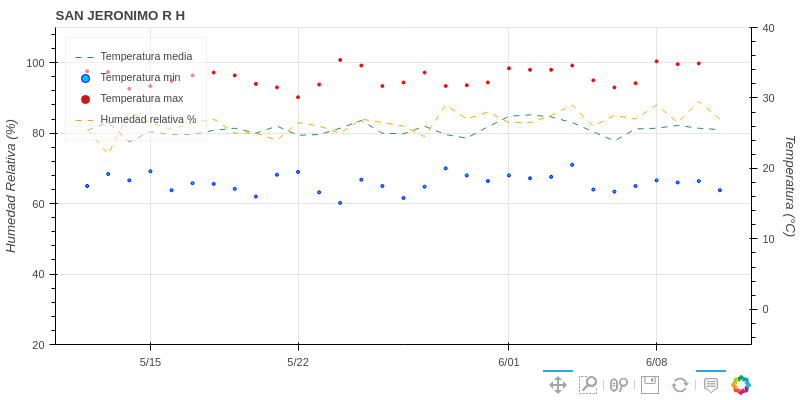 SAN JERONIMO R H
Temperatura media
Temperatura min
Temperatura max
Humedad relativa %
Humedad Relativa (%)
100
80
60
40
20
40
30
20
10
0
Temperatura (°C)
5/15
5/22
6/01
6/08